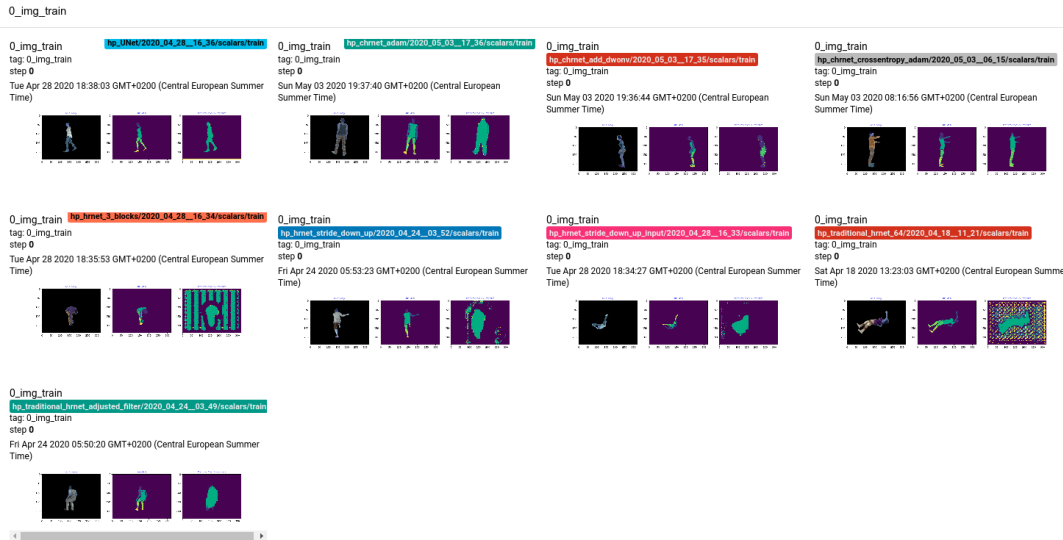 0_img_train
0_img_train hp_UNet/2020_04_28__16_36/scalars/train
tag: 0_img_train
step 0
Tue Apr 28 2020 18:38:03 GMT+0200 (Central European Summer
Time)
0_img_train hp_chrnet_adam/2020_05_03__17_36/scalars/train
tag: 0_img_train
step 0
Sun May 03 2020 19:37:40 GMT+0200 (Central European
Summer Time)
0_img_train
hp_chrnet_add_dwonv/2020_05_03__17_35/scalars/train
tag: 0_img_train
step 0
Sun May 03 2020 19:36:44 GMT+0200 (Central European
Summer Time)
0_img_train
hp_chrnet_crossentropy_adam/2020_05_03__06_15/scalars/train
tag: 0_img_train
step 0
Sun May 03 2020 08:16:56 GMT+0200 (Central European
Summer Time)
0_img_train hp_hrnet_3_blocks/2020_04_28__16_34/scalars/train
tag: 0_img_train
step 0
Tue Apr 28 2020 18:35:53 GMT+0200 (Central European Summer
Time)
0_img_train
hp_hrnet_stride_down_up/2020_04_24__03_52/scalars/train
tag: 0_img_train
step 0
Fri Apr 24 2020 05:53:23 GMT+0200 (Central European Summer
Time)
0_img_train
hp_hrnet_stride_down_up_input/2020_04_28__16_33/scalars/train
tag: 0_img_train
step 0
Tue Apr 28 2020 18:34:27 GMT+0200 (Central European Summer
Time)
0_img_train
hp_traditional_hrnet_64/2020_04_18__11_21/scalars/train
tag: 0_img_train
step 0
Sat Apr 18 2020 13:23:03 GMT+0200 (Central European Summe
Time)
0_img_train
hp_traditional_hrnet_adjusted_filter/2020_04_24__03_49/scalars/train
tag: 0_img_train
step 0
Fri Apr 24 2020 05:50:20 GMT+0200 (Central European Summer
Time)